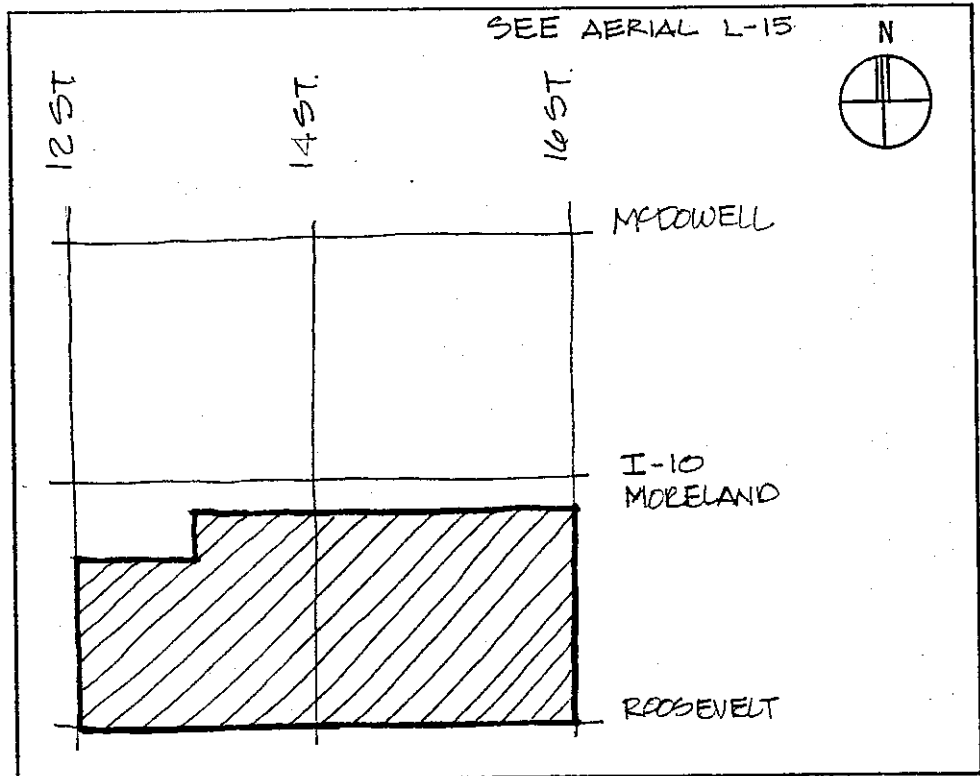 SEE AERIAL L-15
N
12 ST.
14 ST.
16 ST.
McDOWELL
I-10
MORELAND
ROOSEVELT